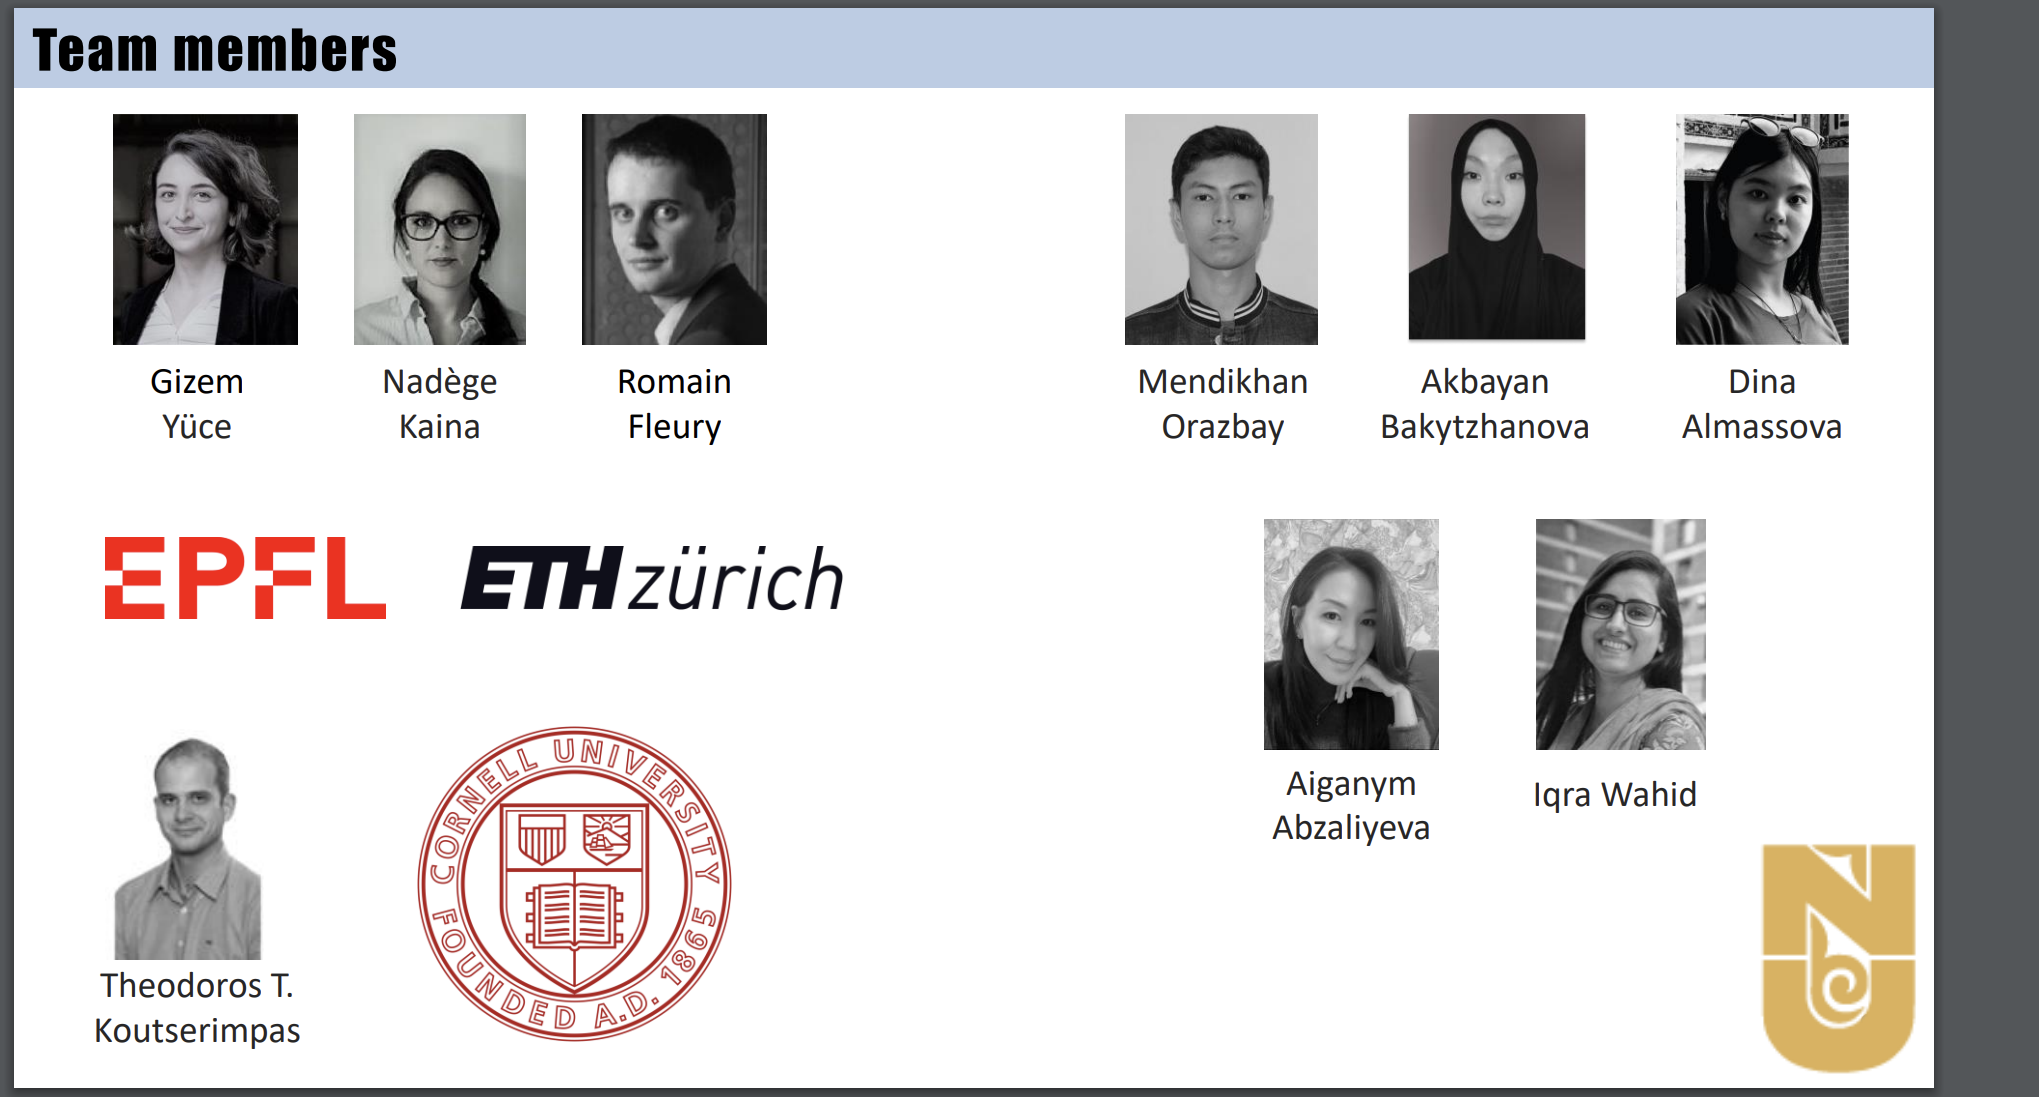 Team members
Gizem
Yüce
Nadège
Kaina
Romain
Fleury
Mendikhan
Orazbay
Akbayan
Bakytzhanova
Dina
Almassova
EPFL
ETH zürich
Aiganym
Abzaliyeva
Iqra Wahid
Theodoros T.
Koutserimpas
CORNELL UNIVERSITY
FOUNDED A.D. 1865
NU